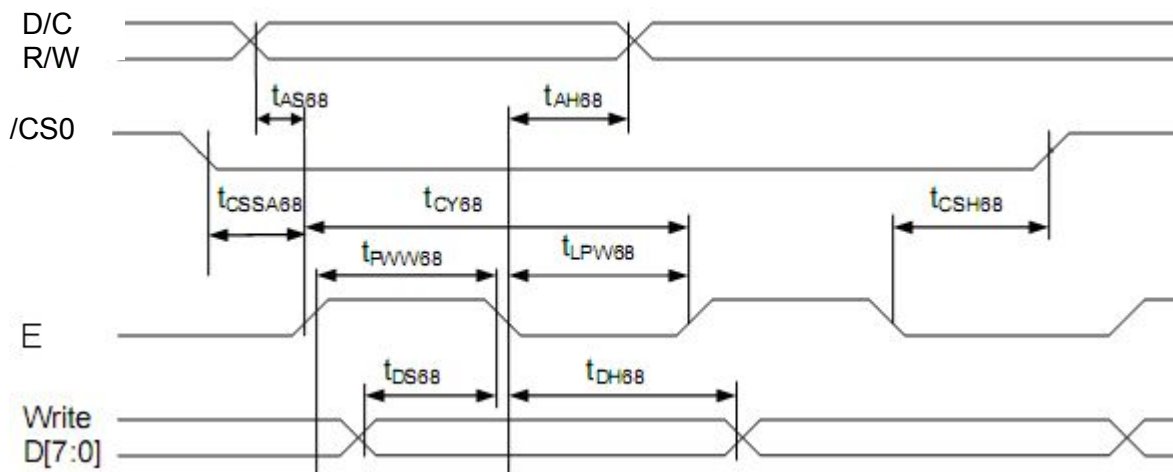 D/C
R/W
tAS68
tAH68
/CS0
tCSSA68
tCY68
tCSH68
tPWW68
tLPW68
E
tDS68
tDH68
Write
D[7:0]